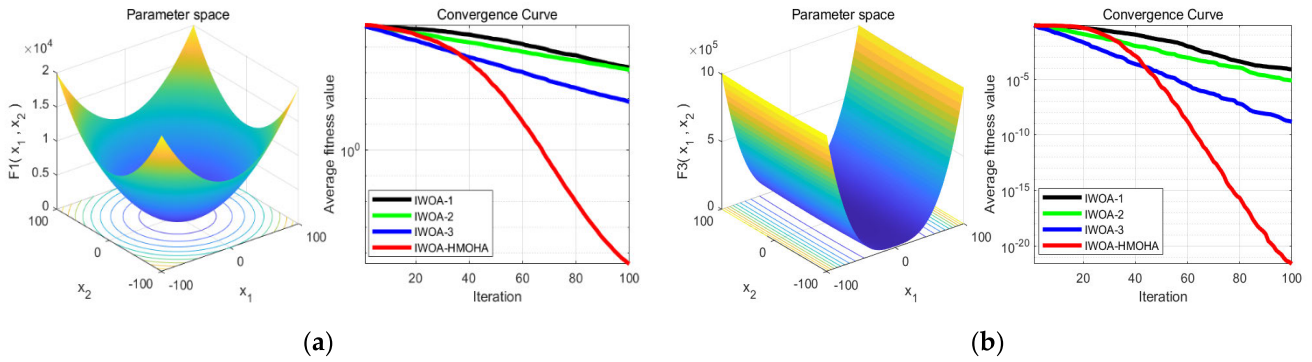 Parameter space
×10⁴
2
1.5
1
0.5
0
F1( x₁ , x₂ )
100
0
-100
x₂
-100
0
100
x₁
Convergence Curve
Average fitness value
10⁰
IWOA-1
IWOA-2
IWOA-3
IWOA-HMOHA
20 40 60 80 100
Iteration
(a)
Parameter space
×10⁵
10
5
0
F3( x₁ , x₂ )
100
0
-100
x₂
-100
0
100
x₁
Convergence Curve
Average fitness value
10⁻⁵
10⁻¹⁰
10⁻¹⁵
10⁻²⁰
IWOA-1
IWOA-2
IWOA-3
IWOA-HMOHA
20 40 60 80 100
Iteration
(b)